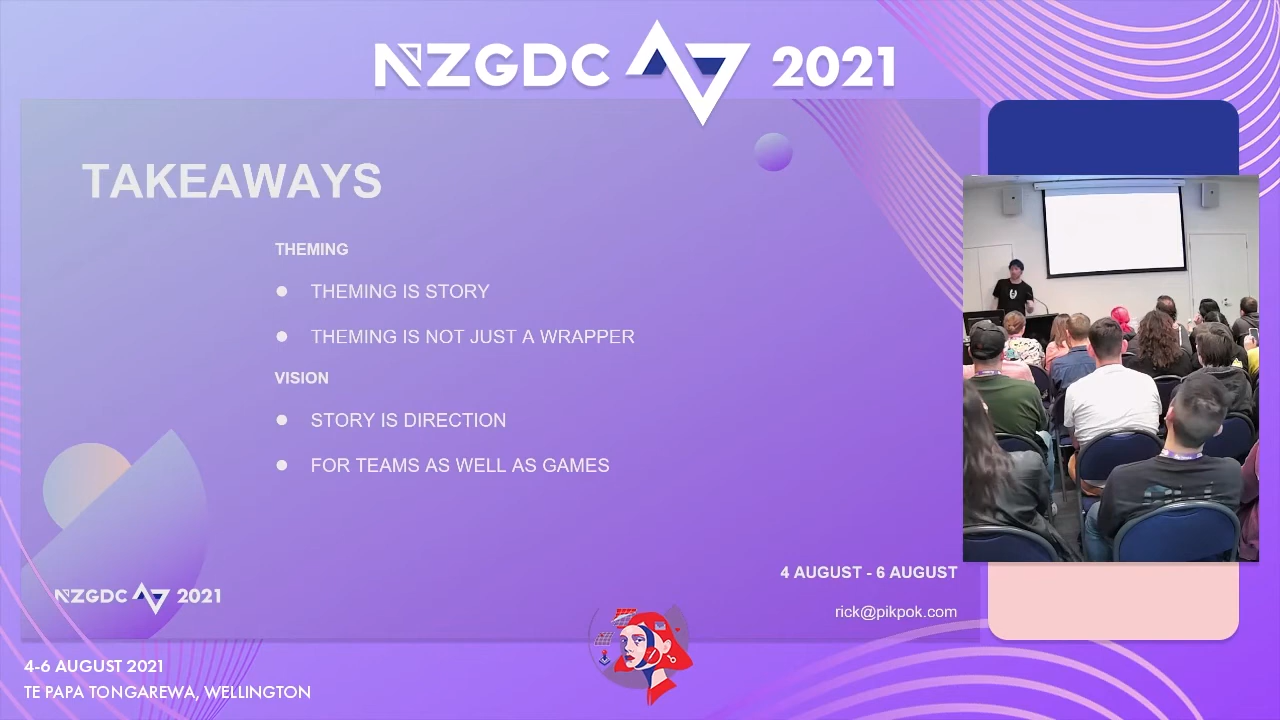 NZGDC 2021
TAKEAWAYS
THEMING
THEMING IS STORY
THEMING IS NOT JUST A WRAPPER
VISION
STORY IS DIRECTION
FOR TEAMS AS WELL AS GAMES
4 AUGUST - 6 AUGUST
rick@pikpok.com
NZGDC 2021
4-6 AUGUST 2021
TE PAPA TONGAREWA, WELLINGTON